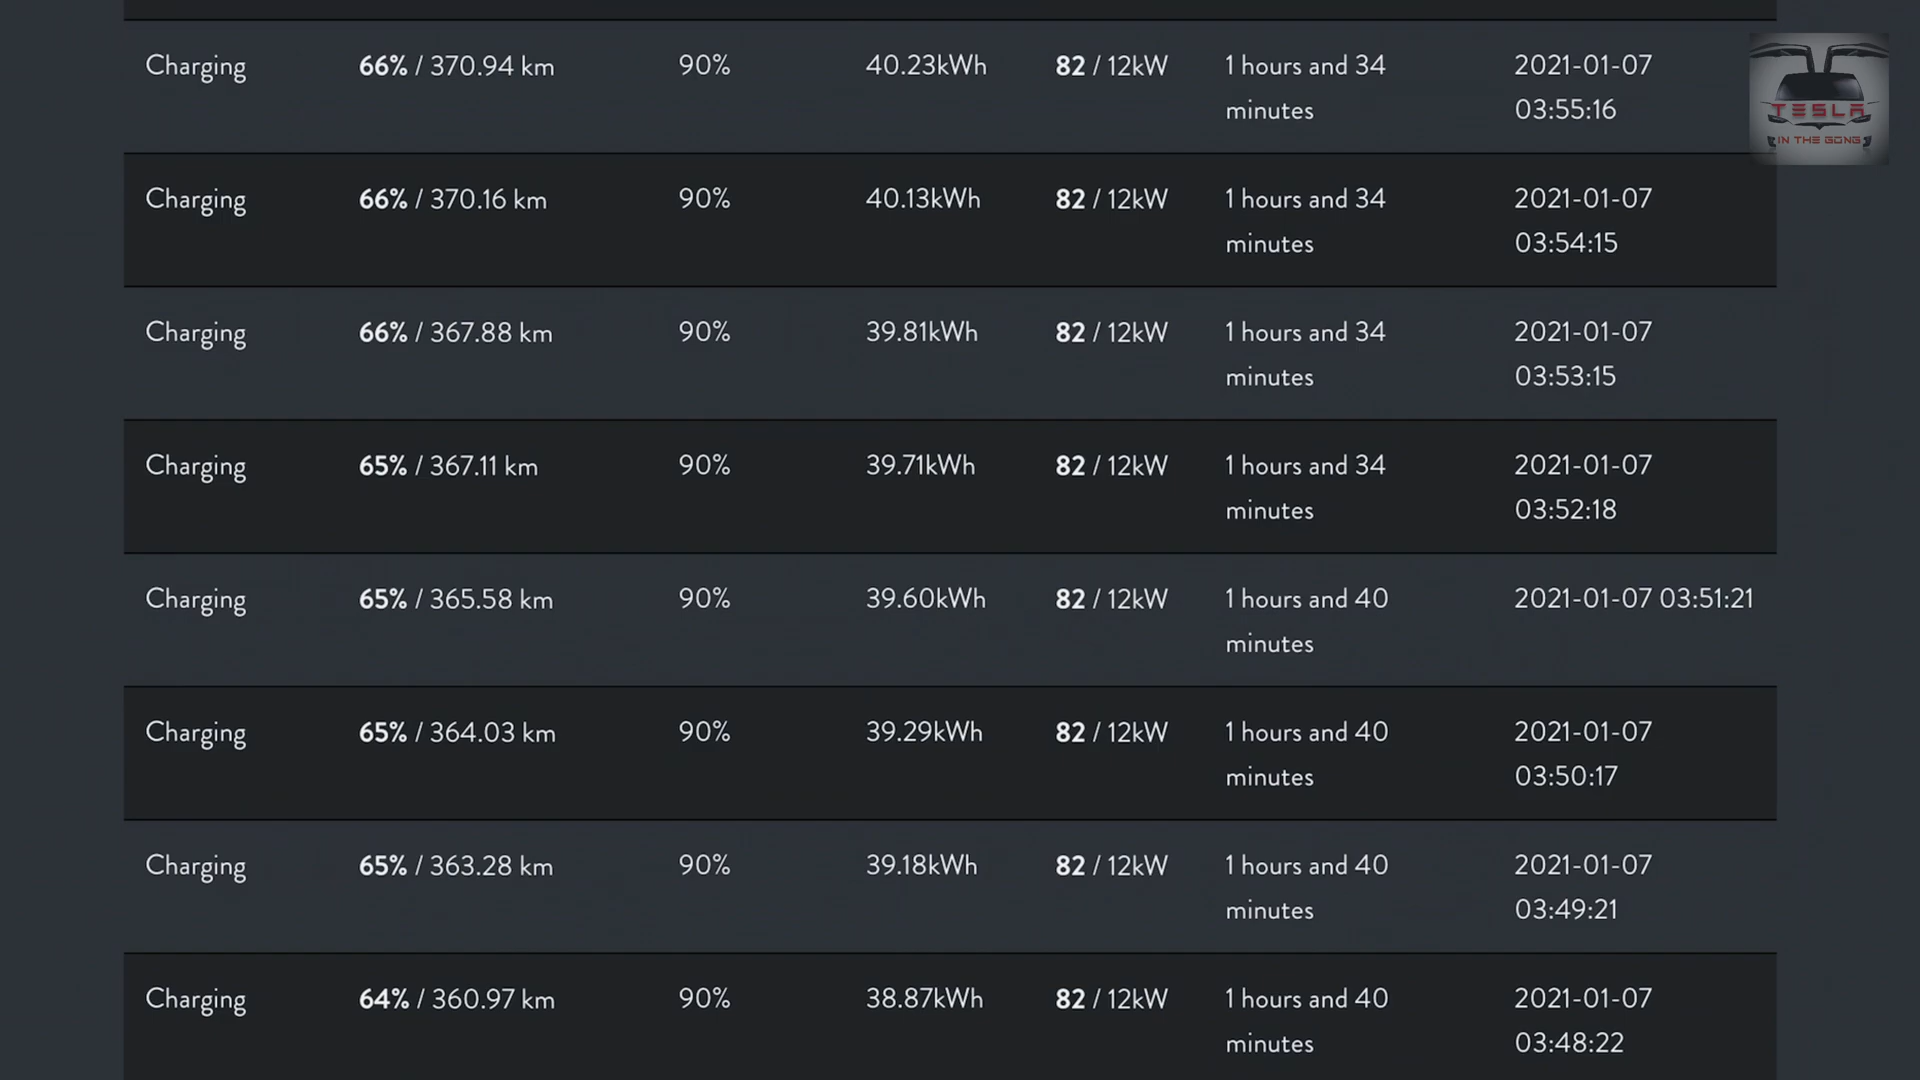 Charging 66% / 370.94 km 90% 40.23kWh 82 / 12kW 1 hours and 34 2021-01-07
minutes 03:55:16
TESLA
IN THE GONG
Charging 66% / 370.16 km 90% 40.13kWh 82 / 12kW 1 hours and 34 2021-01-07
minutes 03:54:15
Charging 66% / 367.88 km 90% 39.81kWh 82 / 12kW 1 hours and 34 2021-01-07
minutes 03:53:15
Charging 65% / 367.11 km 90% 39.71kWh 82 / 12kW 1 hours and 34 2021-01-07
minutes 03:52:18
Charging 65% / 365.58 km 90% 39.60kWh 82 / 12kW 1 hours and 40 2021-01-07 03:51:21
minutes
Charging 65% / 364.03 km 90% 39.29kWh 82 / 12kW 1 hours and 40 2021-01-07
minutes 03:50:17
Charging 65% / 363.28 km 90% 39.18kWh 82 / 12kW 1 hours and 40 2021-01-07
minutes 03:49:21
Charging 64% / 360.97 km 90% 38.87kWh 82 / 12kW 1 hours and 40 2021-01-07
minutes 03:48:22